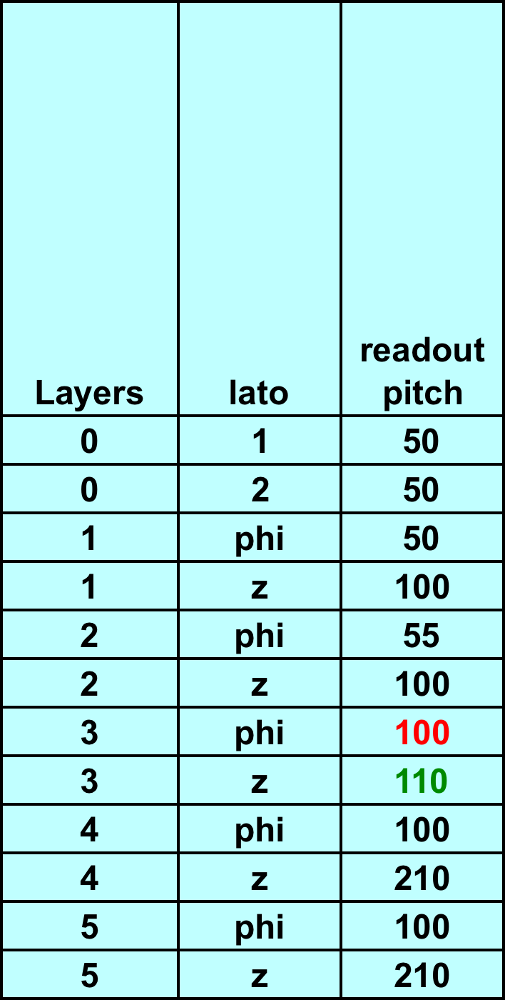 Layers lato readout pitch
0 1 50
0 2 50
1 phi 50
1 z 100
2 phi 55
2 z 100
3 phi 100
3 z 110
4 phi 100
4 z 210
5 phi 100
5 z 210